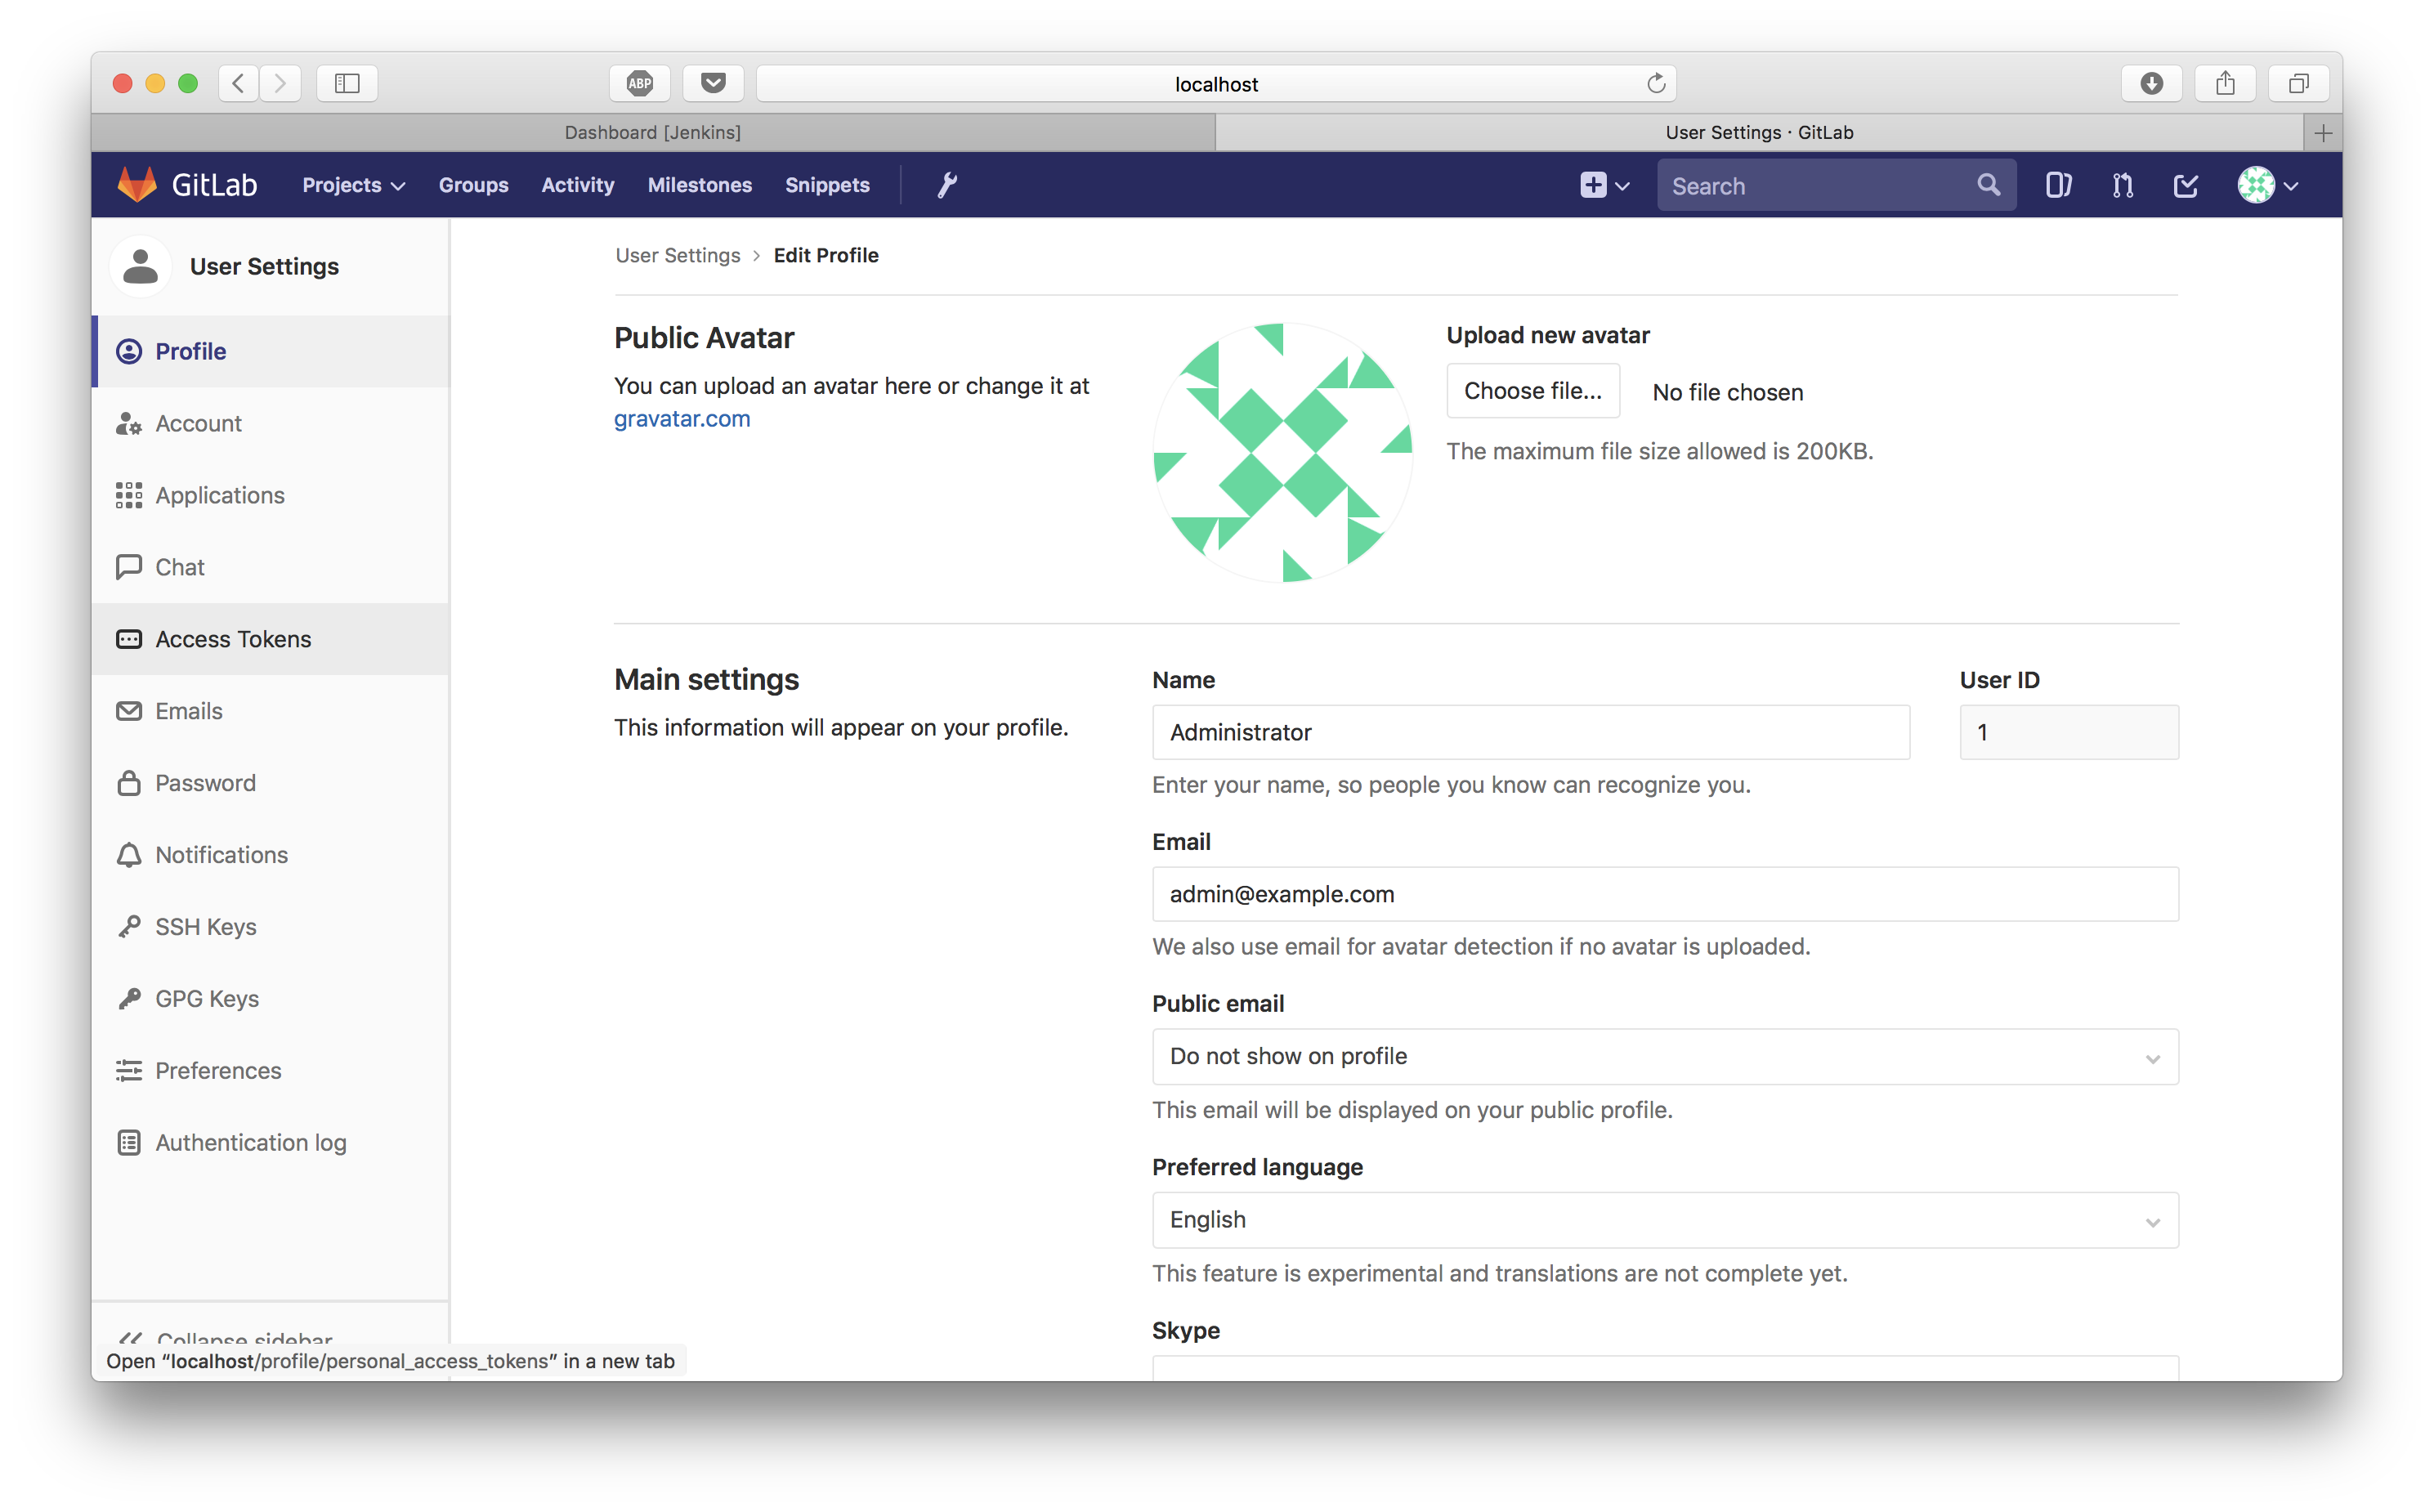 ABP
localhost
Dashboard [Jenkins]
User Settings · GitLab
GitLab
Projects
Groups
Activity
Milestones
Snippets
Search
User Settings
Profile
Account
Applications
Chat
Access Tokens
Emails
Password
Notifications
SSH Keys
GPG Keys
Preferences
Authentication log
Collapse sidebar
Open “localhost/profile/personal_access_tokens” in a new tab
User Settings > Edit Profile
Public Avatar
You can upload an avatar here or change it at
gravatar.com
Upload new avatar
Choose file...
No file chosen
The maximum file size allowed is 200KB.
Main settings
This information will appear on your profile.
Name
Administrator
Enter your name, so people you know can recognize you.
User ID
1
Email
admin@example.com
We also use email for avatar detection if no avatar is uploaded.
Public email
Do not show on profile
This email will be displayed on your public profile.
Preferred language
English
This feature is experimental and translations are not complete yet.
Skype